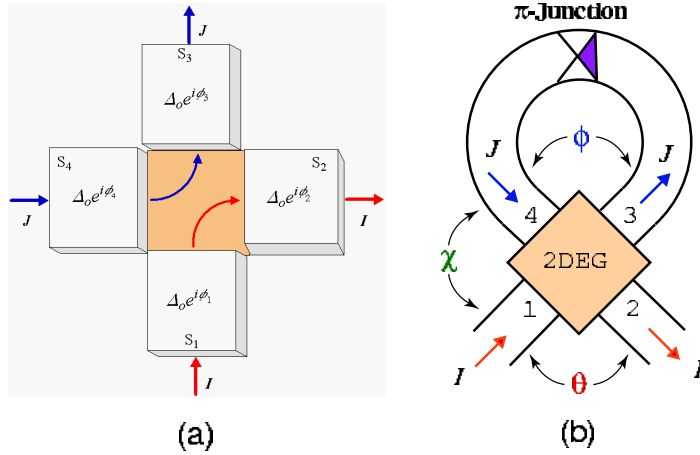 J
S₃
Δₒe^{iϕ₃}
S₄
Δₒe^{iϕ₄}
J
S₂
Δₒe^{iϕ₂}
I
Δₒe^{iϕ₁}
S₁
I
(a)
π-Junction
ϕ
J
J
4
3
χ
2DEG
1
2
I
θ
I
(b)